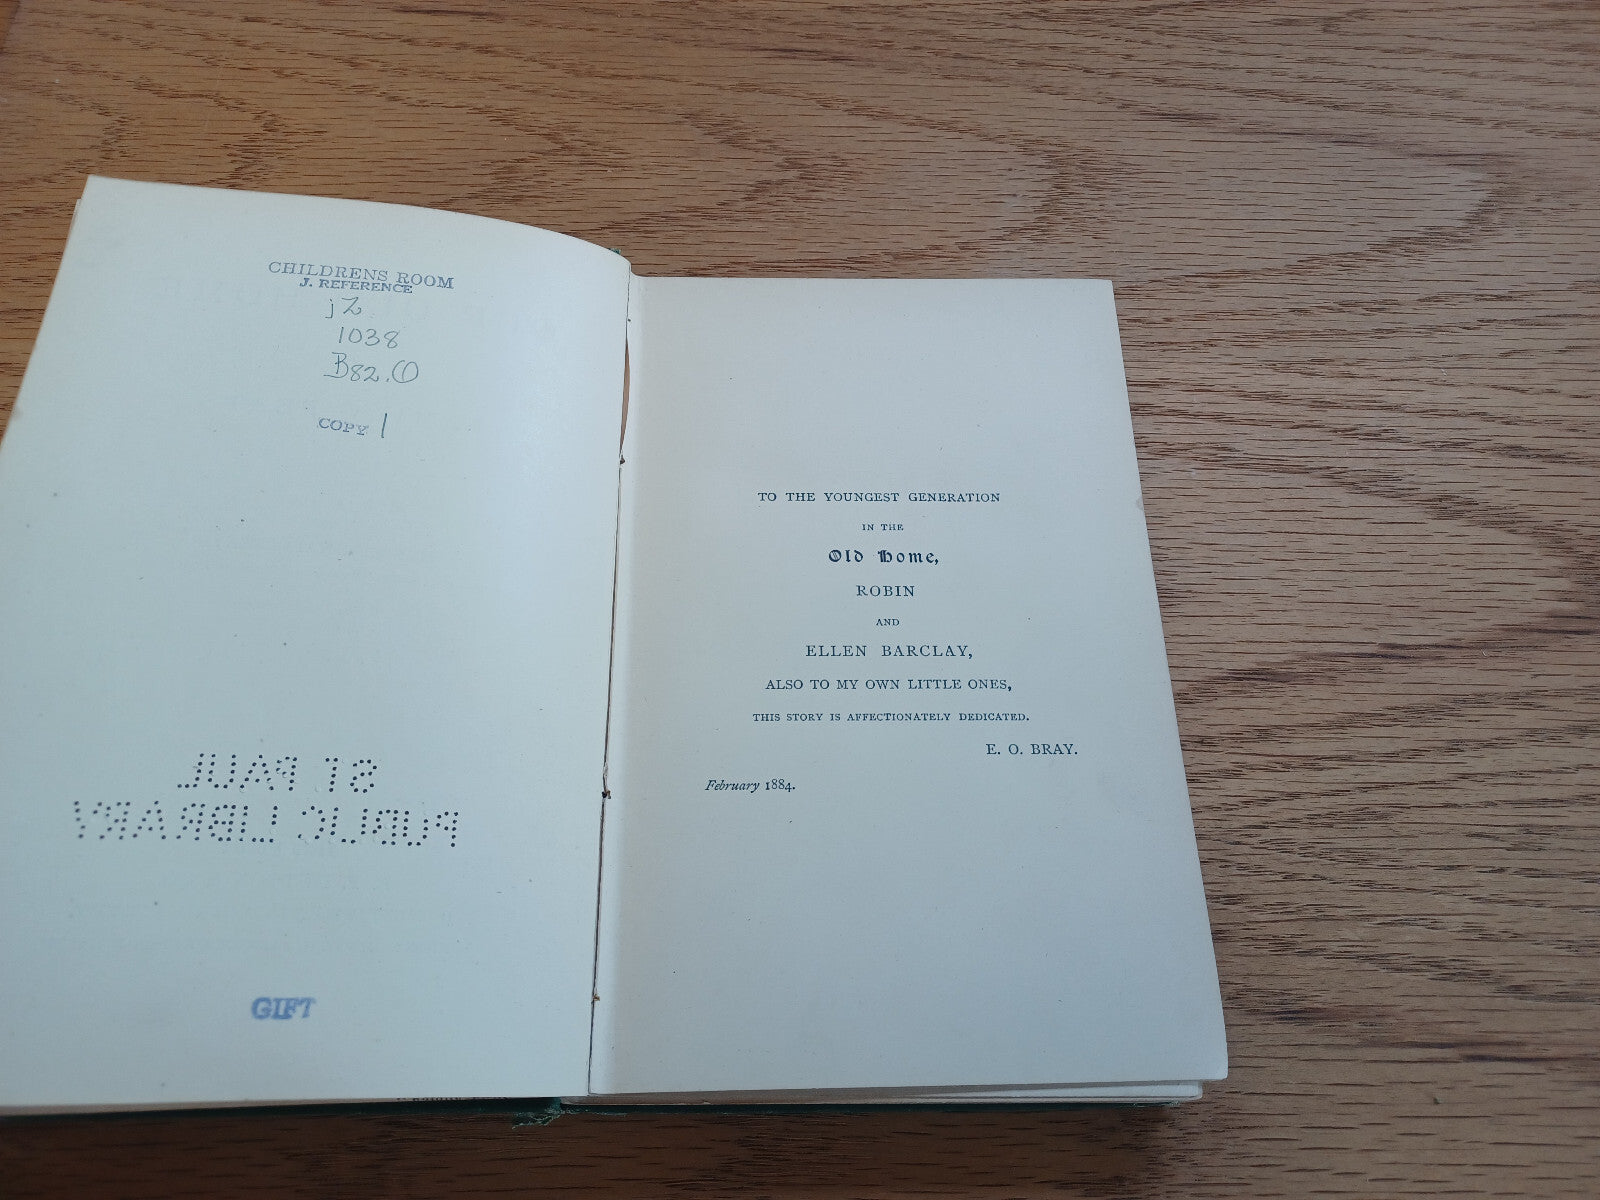 CHILDRENS ROOM
J. REFERENCE
jZ
1038
B82.O
COPY 1
ST PAUL
PUBLIC LIBRARY
GIFT
TO THE YOUNGEST GENERATION
IN THE
Old Home,
ROBIN
AND
ELLEN BARCLAY,
ALSO TO MY OWN LITTLE ONES,
THIS STORY IS AFFECTIONATELY DEDICATED.
E. O. BRAY.
February 1884.